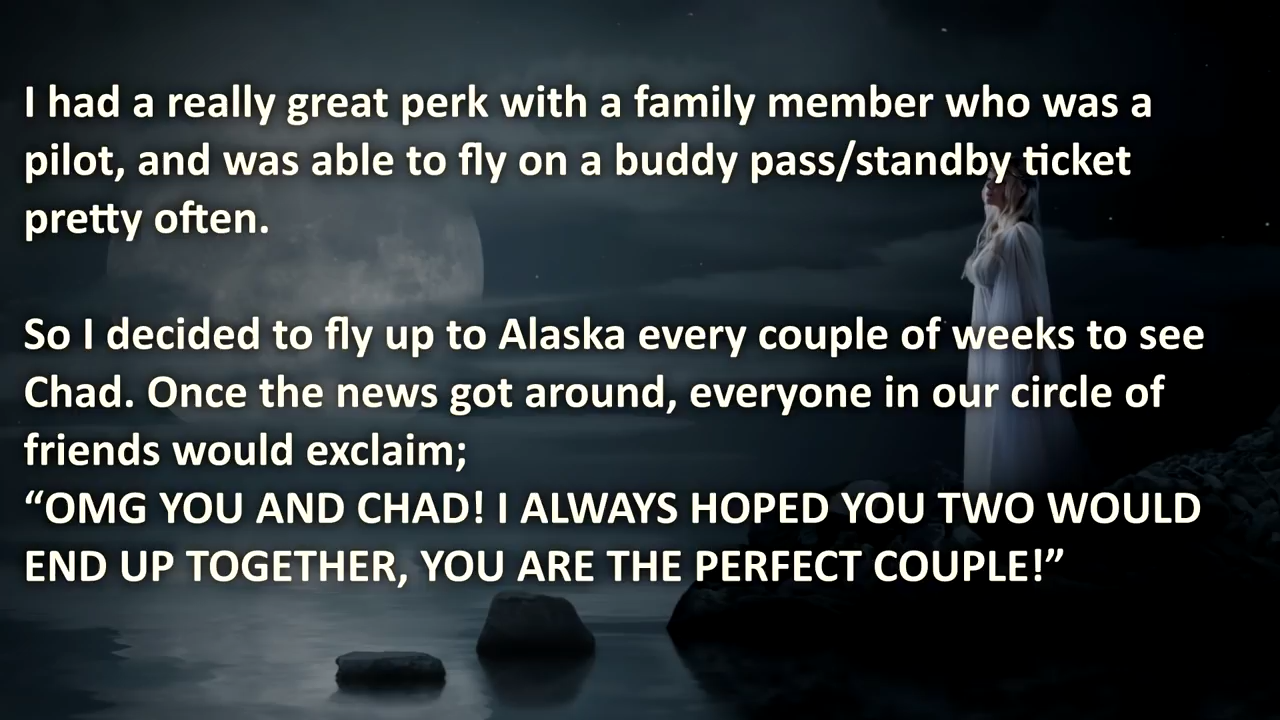 I had a really great perk with a family member who was a
pilot, and was able to fly on a buddy pass/standby ticket
pretty often.
So I decided to fly up to Alaska every couple of weeks to see
Chad. Once the news got around, everyone in our circle of
friends would exclaim;
“OMG YOU AND CHAD! I ALWAYS HOPED YOU TWO WOULD
END UP TOGETHER, YOU ARE THE PERFECT COUPLE!”